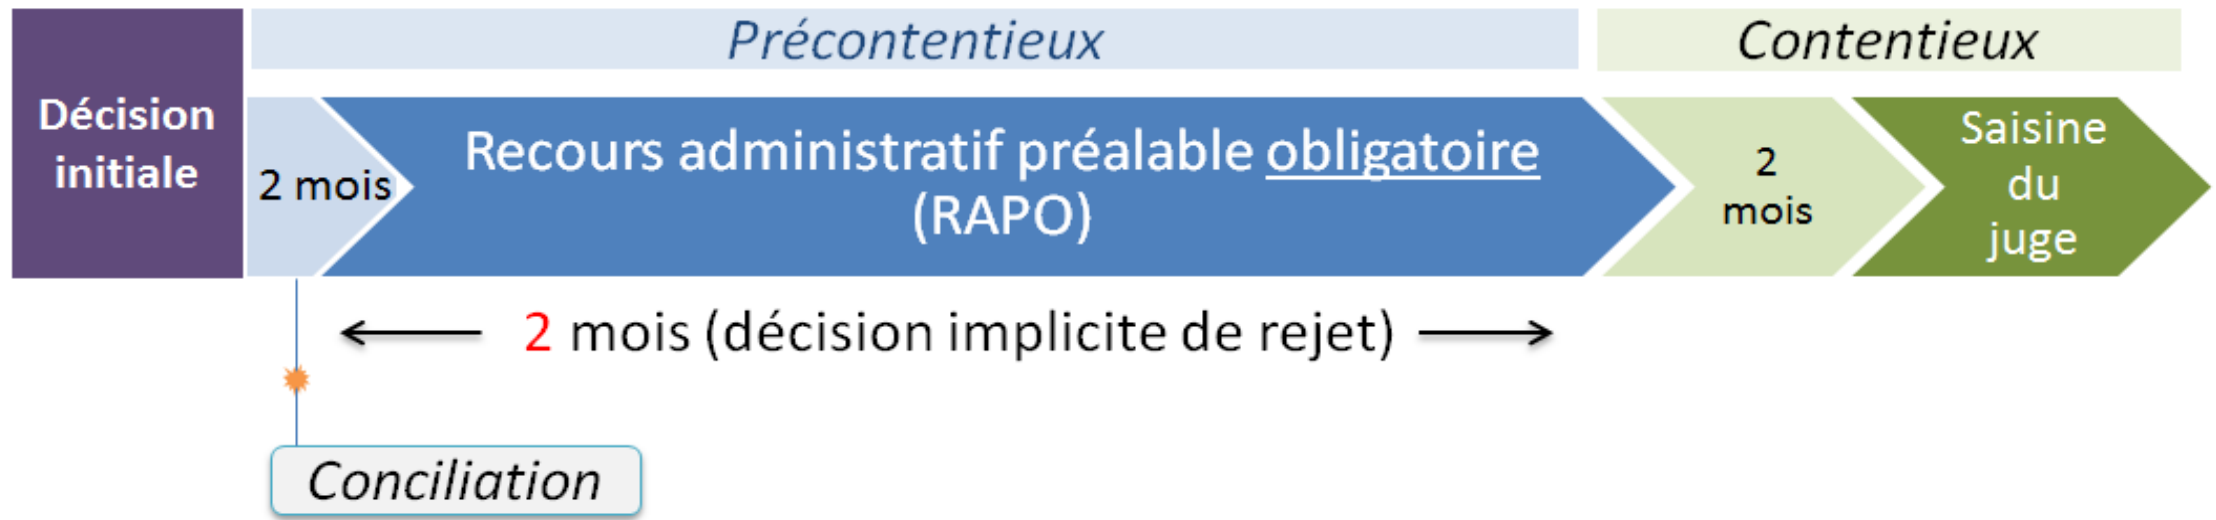 Décision
initiale
Précontentieux
Contentieux
2 mois
Recours administratif préalable obligatoire
(RAPO)
2
mois
Saisine
du
juge
2 mois (décision implicite de rejet)
Conciliation